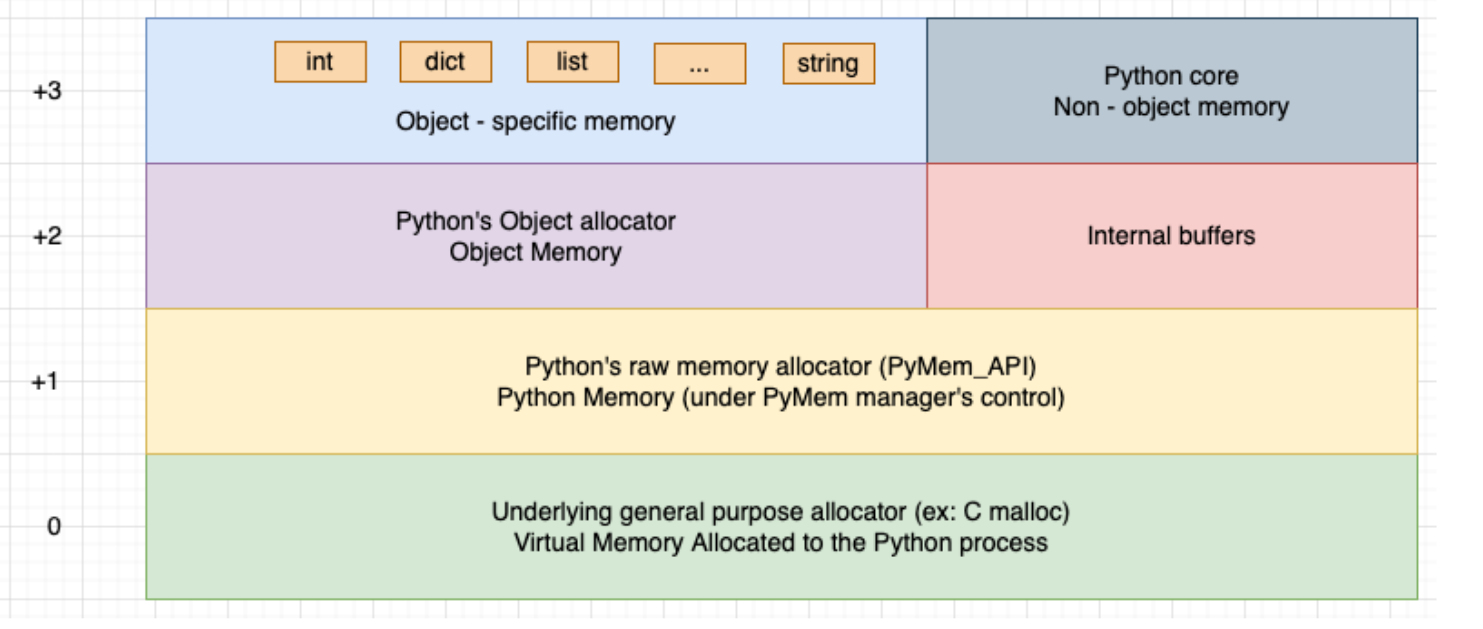 int
dict
list
...
string
+3
Object - specific memory
Python core
Non - object memory
+2
Python's Object allocator
Object Memory
Internal buffers
+1
Python's raw memory allocator (PyMem_API)
Python Memory (under PyMem manager's control)
0
Underlying general purpose allocator (ex: C malloc)
Virtual Memory Allocated to the Python process